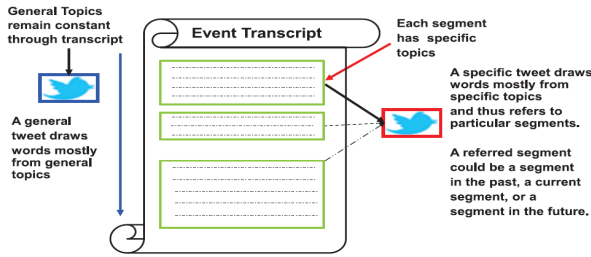 General Topics
remain constant
through transcript
A general
tweet draws
words mostly
from general
topics
Event Transcript
Each segment
has specific
topics
A specific tweet draws
words mostly from
specific topics
and thus refers to
particular segments.
A referred segment
could be a segment
in the past, a current
segment, or a
segment in the future.